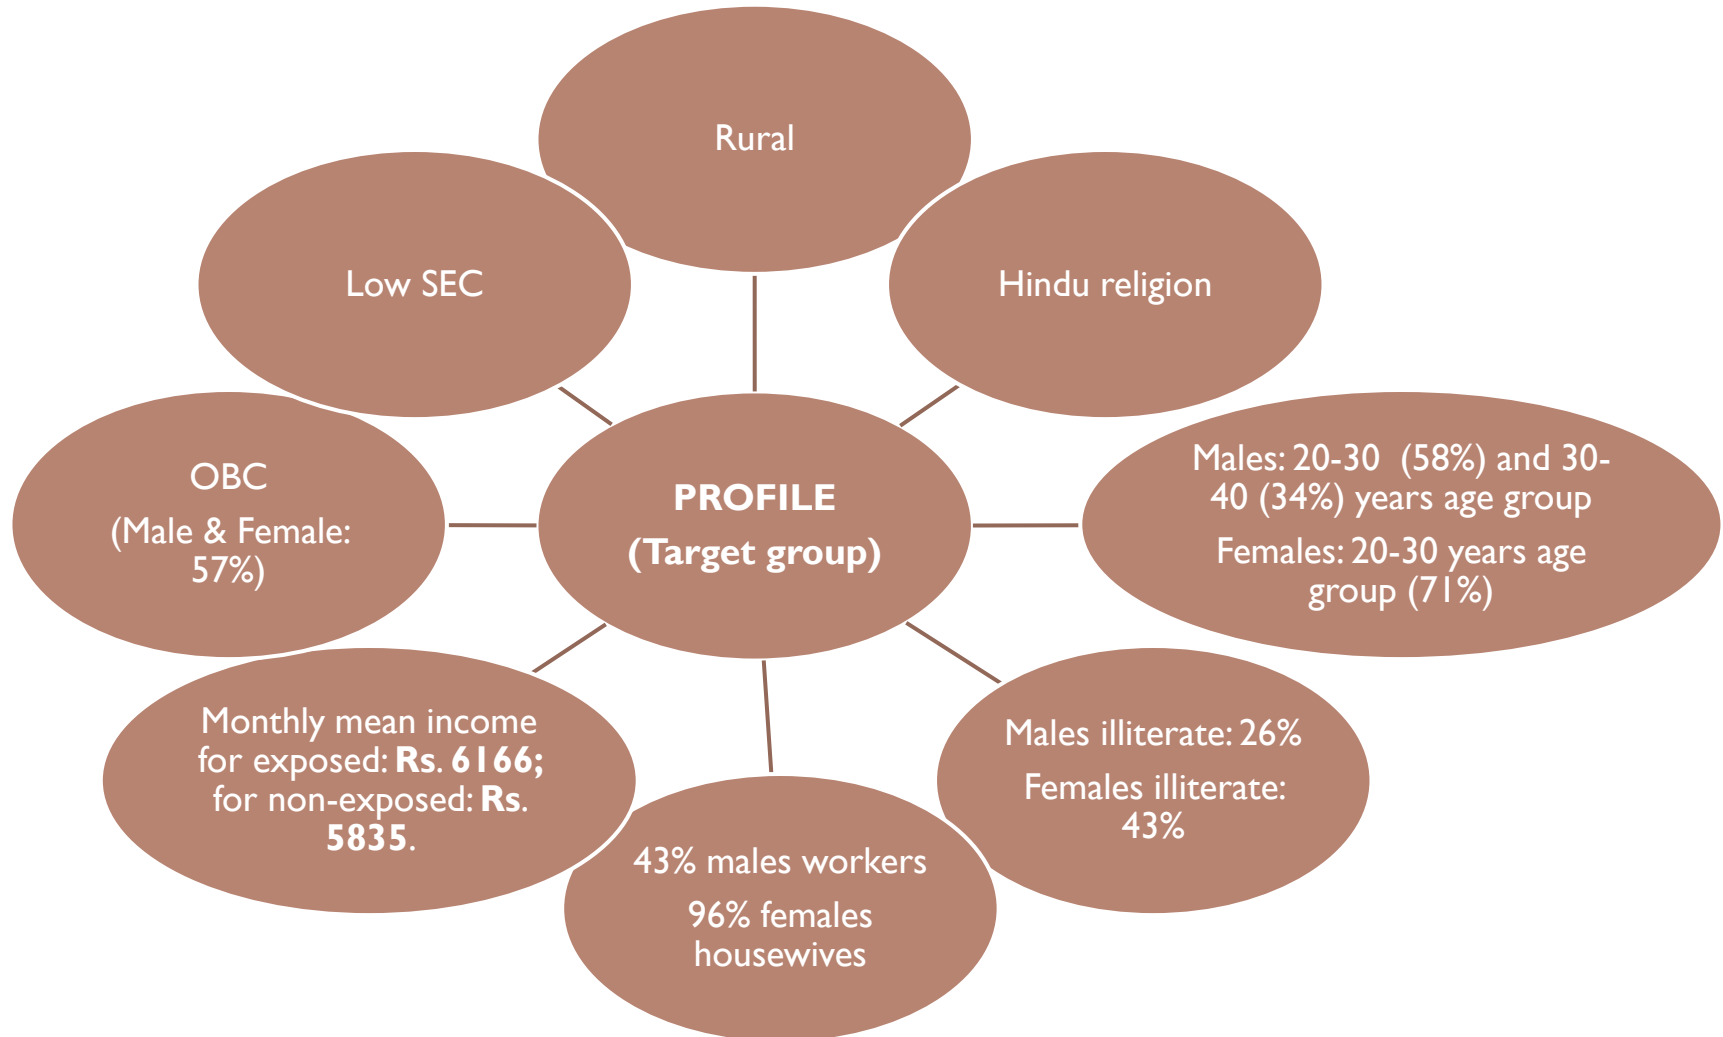 Rural
Low SEC
Hindu religion
OBC
(Male & Female:
57%)
PROFILE
(Target group)
Males: 20-30  (58%) and 30-
40 (34%) years age group
Females: 20-30 years age
group (71%)
Monthly mean income
for exposed: Rs. 6166;
for non-exposed: Rs.
5835.
Males illiterate: 26%
Females illiterate:
43%
43% males workers
96% females
housewives